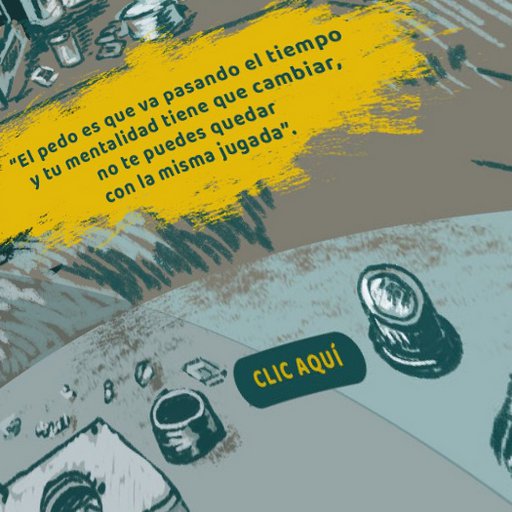 "El pedo es que va pasando el tiempo
y tu mentalidad tiene que cambiar,
no te puedes quedar
con la misma jugada".
CLIC AQUÍ